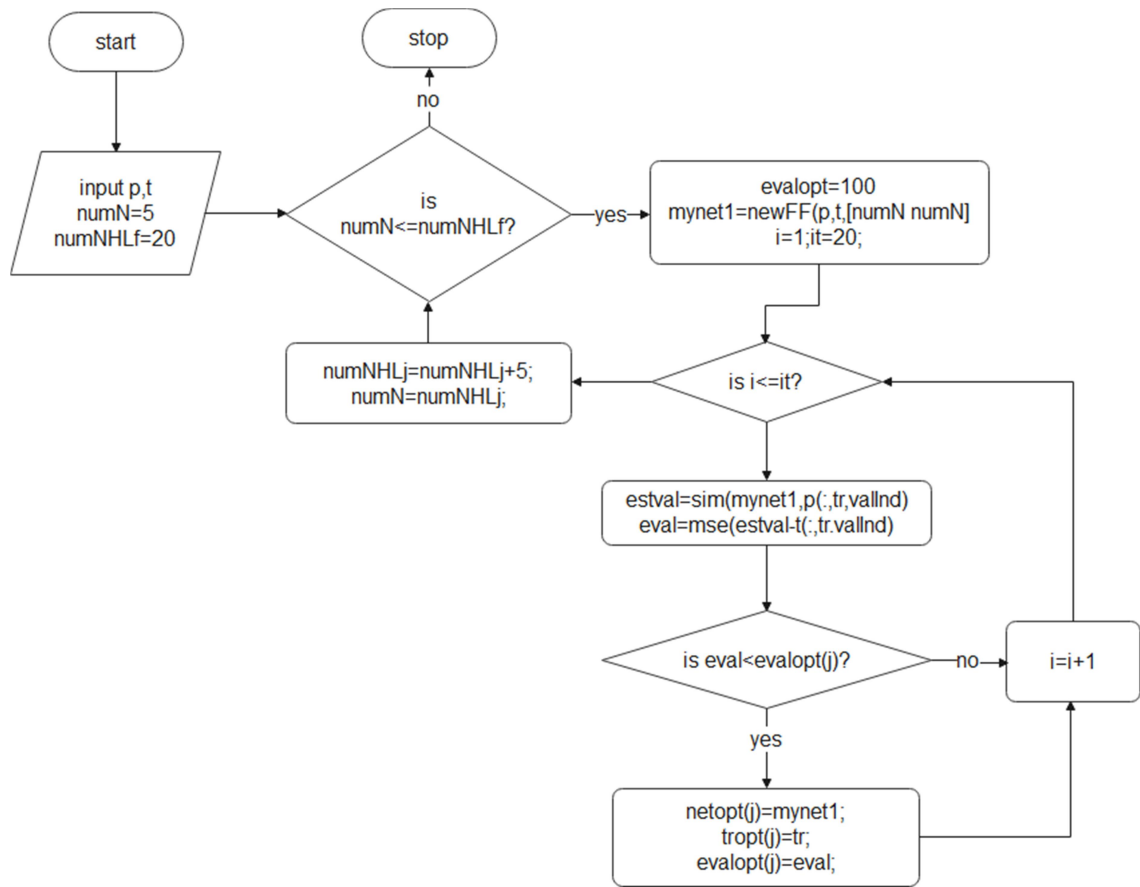 start
stop
no
input p,t
numN=5
numNHLf=20
is
numN<=numNHLf?
yes
evalopt=100
mynet1=newFF(p,t,[numN numN]
i=1;it=20;
numNHLj=numNHLj+5;
numN=numNHLj;
is i<=it?
estval=sim(mynet1,p(:,tr,valInd)
eval=mse(estval-t(:,tr.valInd)
is eval<evalopt(j)?
no
i=i+1
yes
netopt(j)=mynet1;
tropt(j)=tr;
evalopt(j)=eval;